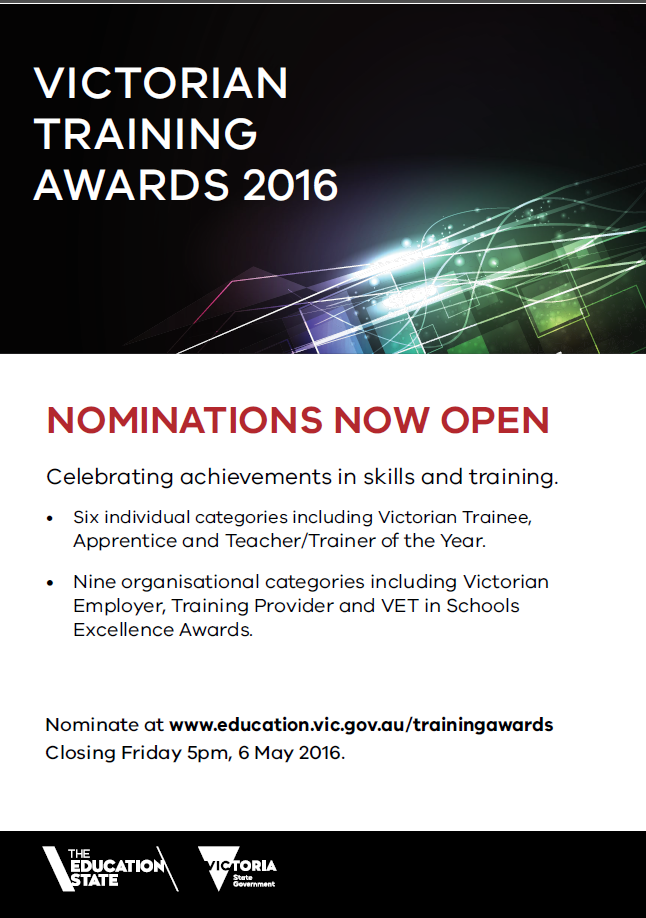 VICTORIAN
TRAINING
AWARDS 2016
NOMINATIONS NOW OPEN
Celebrating achievements in skills and training.
• Six individual categories including Victorian Trainee,
Apprentice and Teacher/Trainer of the Year.
• Nine organisational categories including Victorian
Employer, Training Provider and VET in Schools
Excellence Awards.
Nominate at www.education.vic.gov.au/trainingawards
Closing Friday 5pm, 6 May 2016.
THE
EDUCATION
STATE
VICTORIA
State
Government